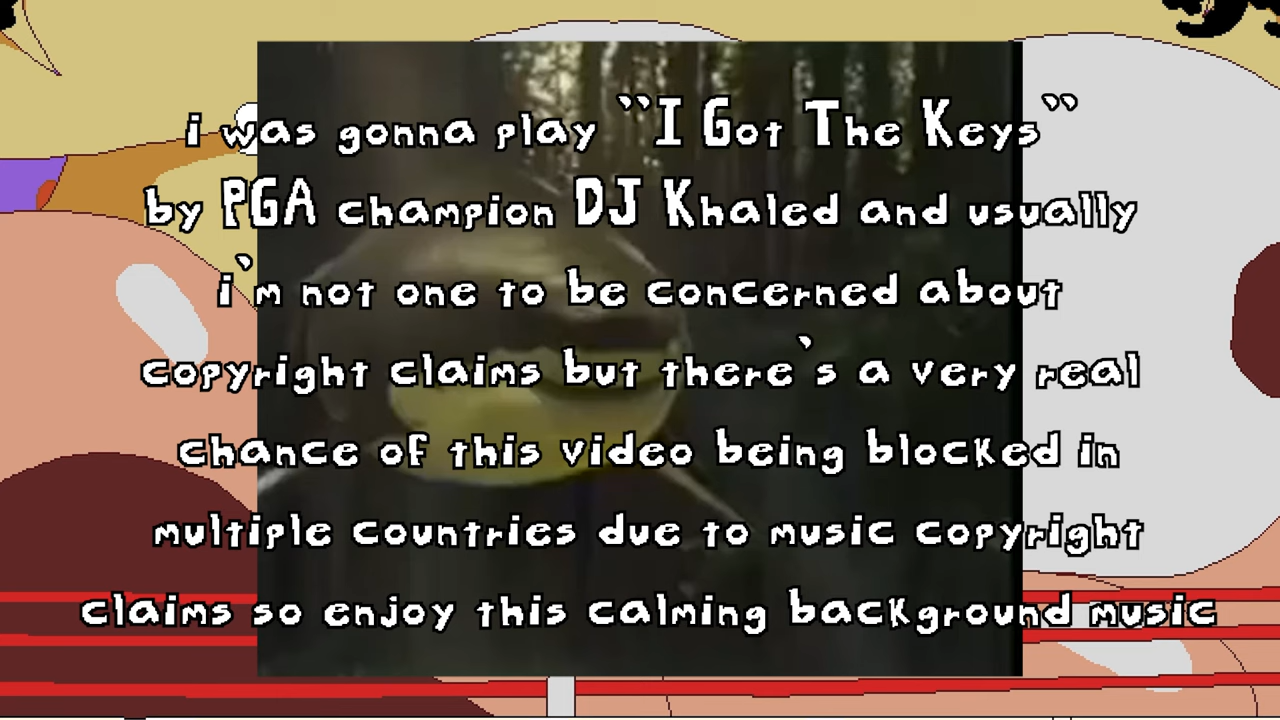 i was gonna play "I Got The Keys"
by PGA champion DJ Khaled and usually
i'm not one to be concerned about
copyright claims but there's a very real
chance of this video being blocked in
multiple countries due to music copyright
claims so enjoy this calming background music